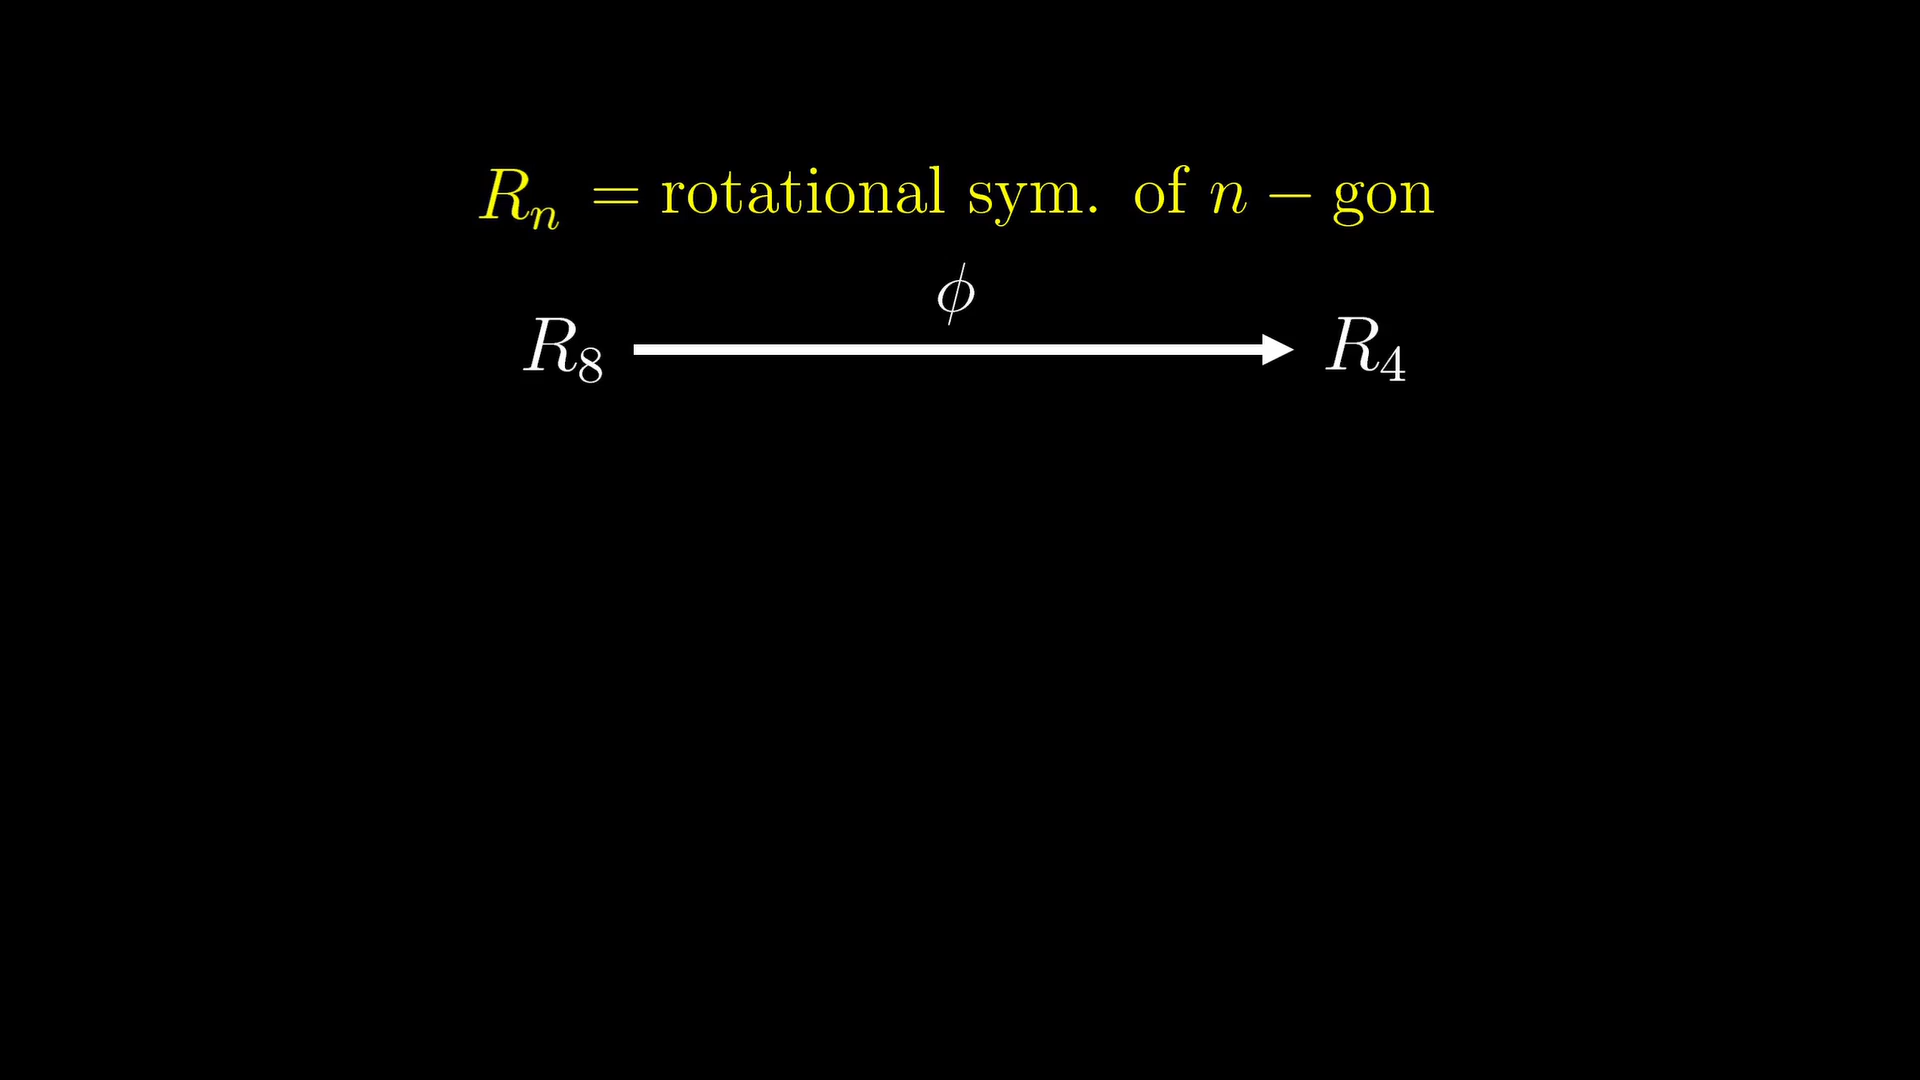 Rₙ = rotational sym. of n − gon
ϕ
R₈ R₄